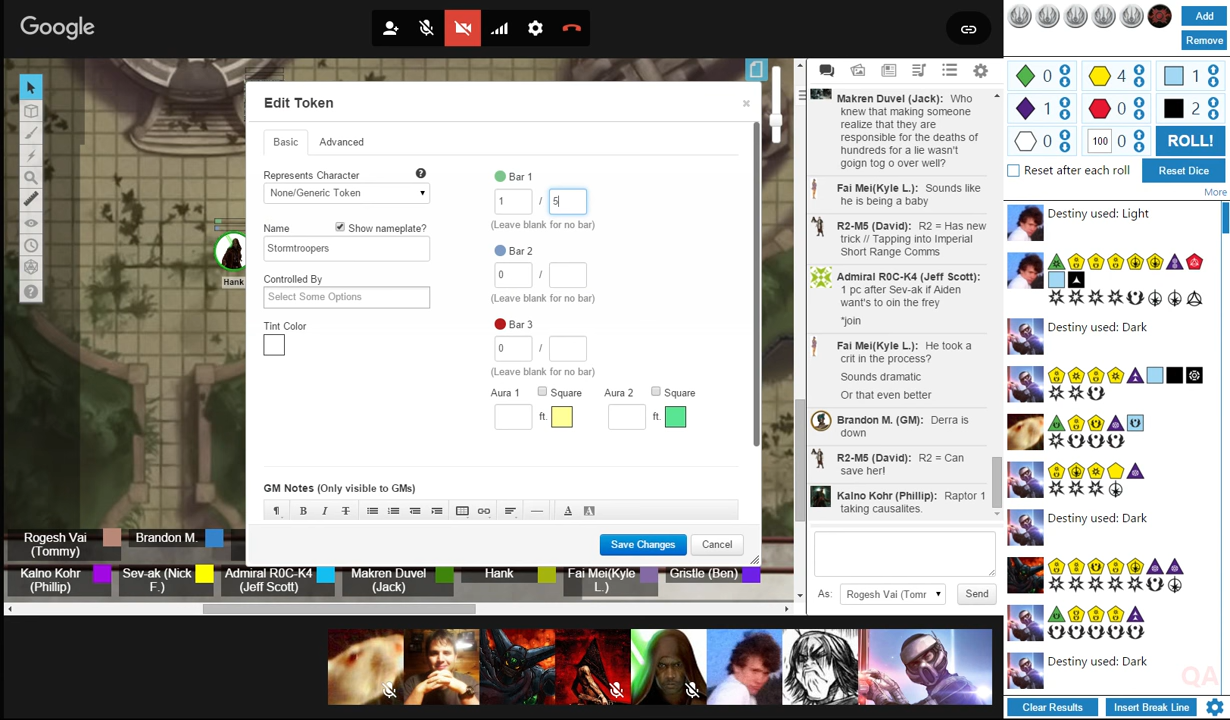 Google
Edit Token
×
Basic
Advanced
Represents Character
?
None/Generic Token
Name
Show nameplate?
Stormtroopers
Controlled By
Select Some Options
Tint Color
Bar 1
1 / 5
(Leave blank for no bar)
Bar 2
0 /
(Leave blank for no bar)
Bar 3
0 /
(Leave blank for no bar)
Aura 1
Square
Aura 2
Square
ft.
ft.
GM Notes (Only visible to GMs)
Save Changes
Cancel
Hank
Rogesh Vai
(Tommy)
Brandon M.
Kalno Kohr
(Phillip)
Sev-ak (Nick
F.)
Admiral R0C-K4
(Jeff Scott)
Makren Duvel
(Jack)
Hank
Fai Mei(Kyle
L.)
Gristle (Ben)
Makren Duvel (Jack): Who
knew that making someone
realize that they are
responsible for the deaths of
hundreds for a lie wasn't
goign tog o over well?
Fai Mei(Kyle L.): Sounds like
he is being a baby
R2-M5 (David): R2 = Has new
trick // Tapping into Imperial
Short Range Comms
Admiral R0C-K4 (Jeff Scott):
1 pc after Sev-ak if Aiden
want's to oin the frey
*join
Fai Mei(Kyle L.): He took a
crit in the process?
Sounds dramatic
Or that even better
Brandon M. (GM): Derra is
down
R2-M5 (David): R2 = Can
save her!
Kalno Kohr (Phillip): Raptor 1
taking causalites.
As:
Rogesh Vai (Tomr
Send
Add
Remove
0
4
1
1
0
2
0
100
0
ROLL!
Reset after each roll
Reset Dice
More
Destiny used: Light
Destiny used: Dark
Destiny used: Dark
Destiny used: Dark
QA
Clear Results
Insert Break Line